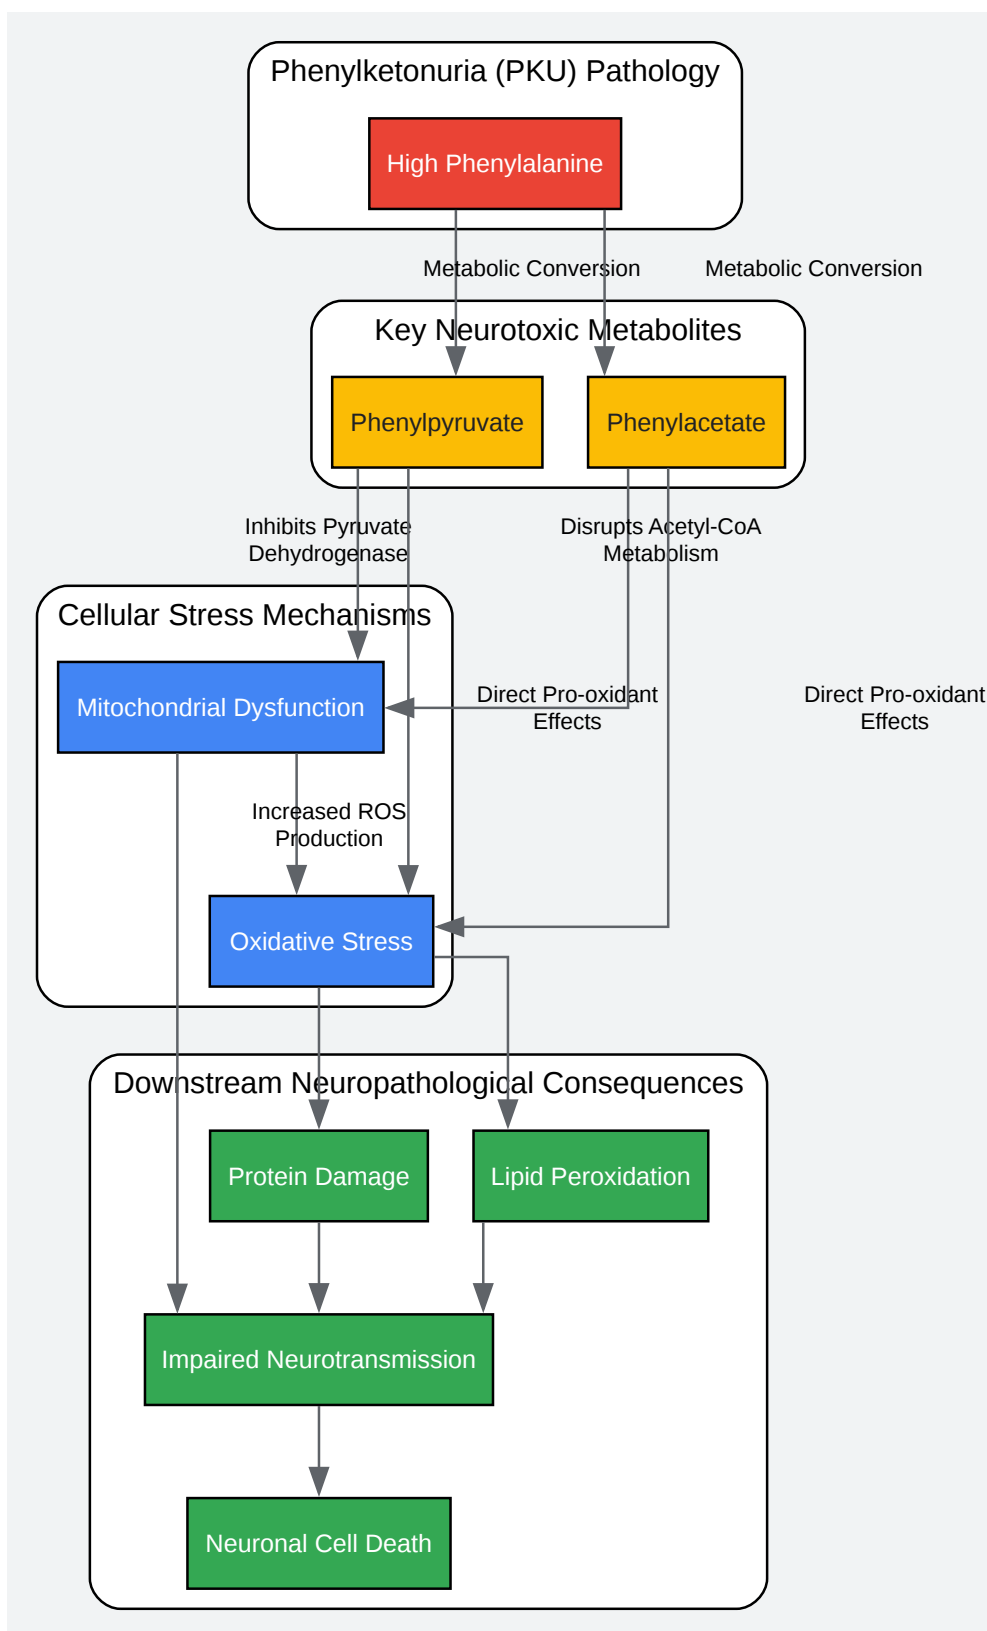 Phenylketonuria (PKU) Pathology
High Phenylalanine
Metabolic Conversion
Metabolic Conversion
Key Neurotoxic Metabolites
Phenylpyruvate
Phenylacetate
Inhibits Pyruvate
Dehydrogenase
Disrupts Acetyl-CoA
Metabolism
Cellular Stress Mechanisms
Mitochondrial Dysfunction
Direct Pro-oxidant
Effects
Direct Pro-oxidant
Effects
Increased ROS
Production
Oxidative Stress
Downstream Neuropathological Consequences
Protein Damage
Lipid Peroxidation
Impaired Neurotransmission
Neuronal Cell Death